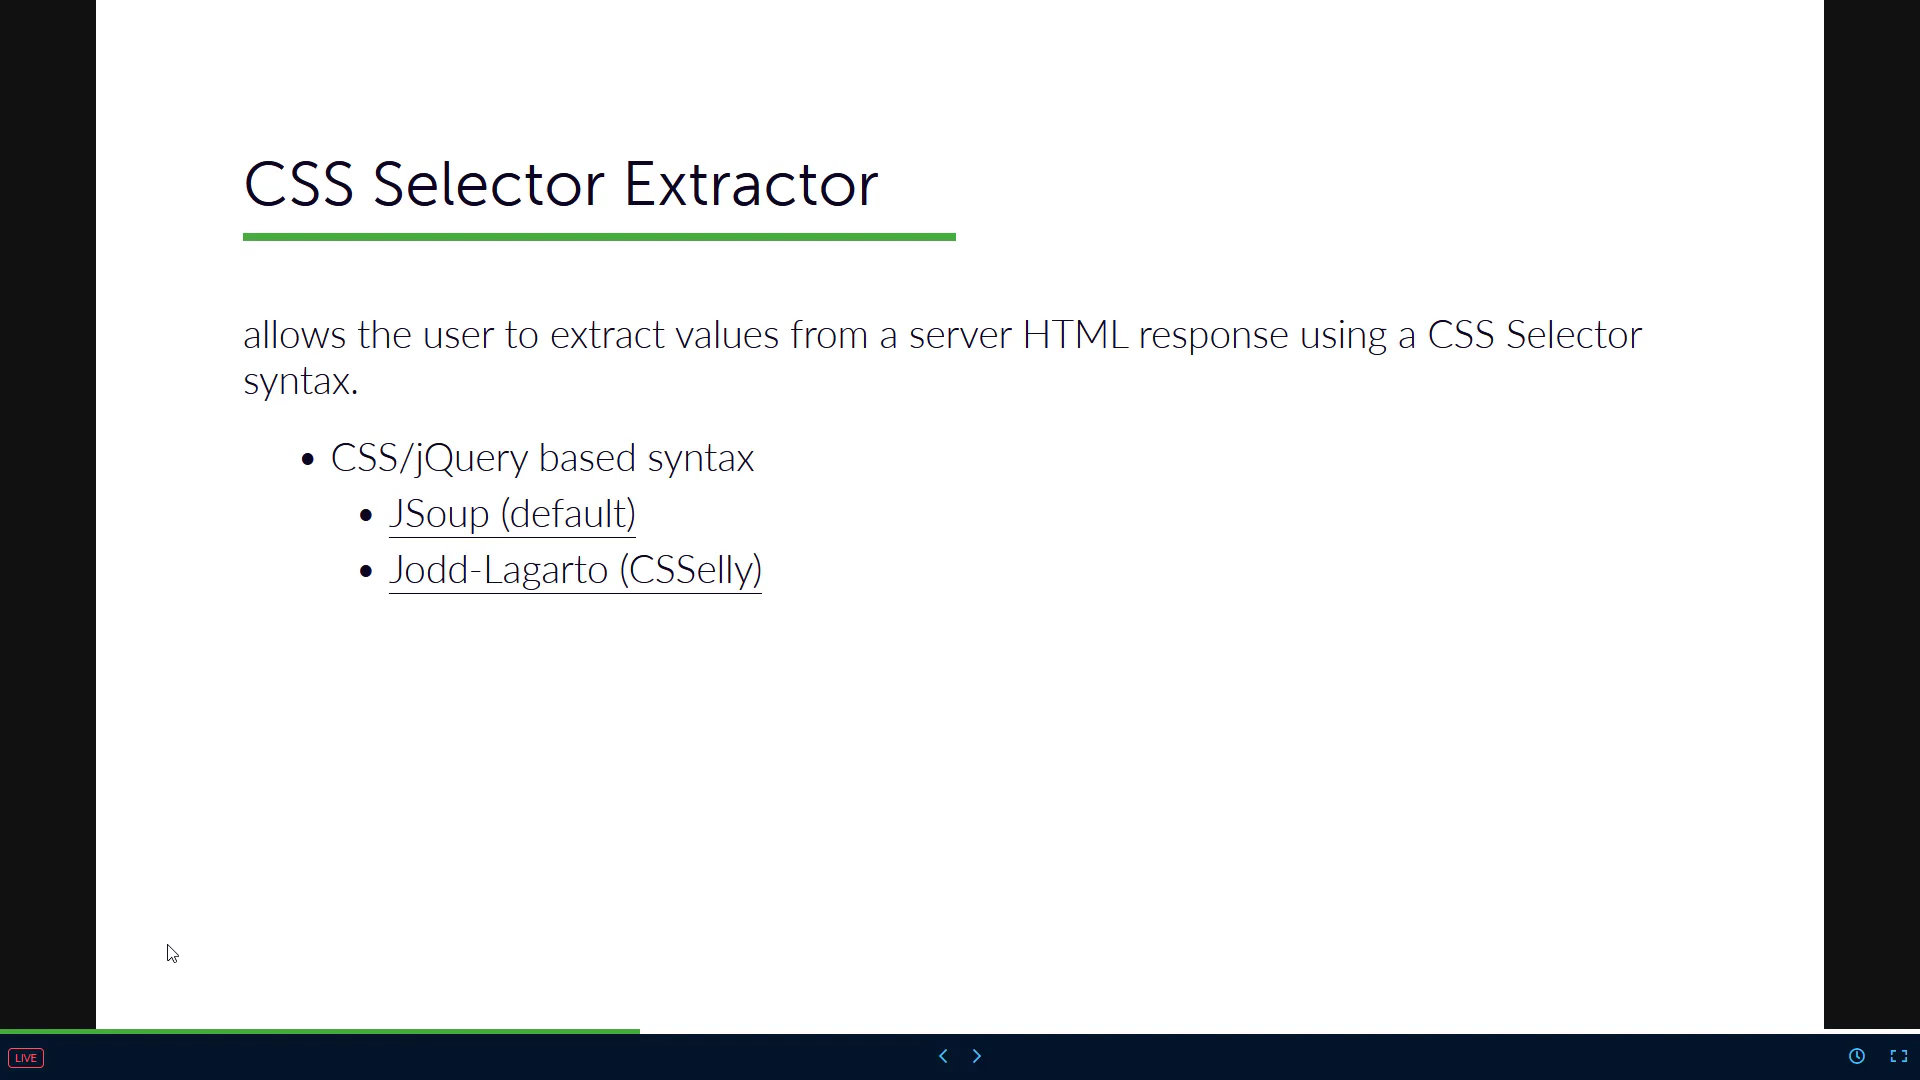 CSS Selector Extractor
allows the user to extract values from a server HTML response using a CSS Selector
syntax.
• CSS/jQuery based syntax
• JSoup (default)
• Jodd-Lagarto (CSSelly)
LIVE